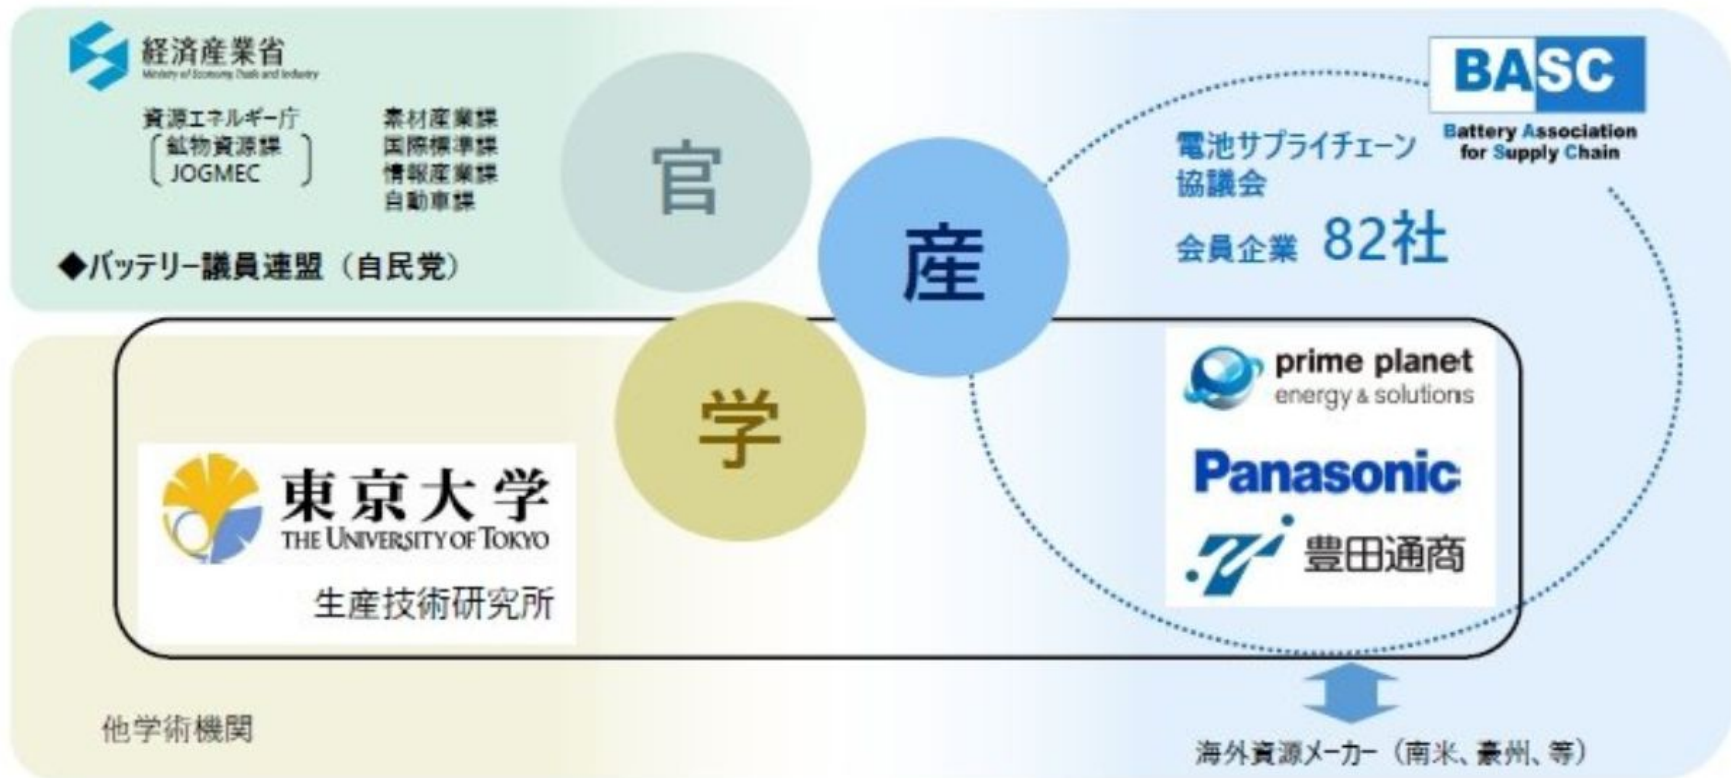 経済産業省
Ministry of Economy, Trade and Industry
資源エネルギー庁
鉱物資源課
JOGMEC
素材産業課
国際標準課
情報産業課
自動車課
◆バッテリー議員連盟（自民党）
官
産
学
BASC
Battery Association
for Supply Chain
電池サプライチェーン
協議会
会員企業 82社
prime planet
energy & solutions
Panasonic
豊田通商
東京大学
THE UNIVERSITY OF TOKYO
生産技術研究所
他学術機関
海外資源メーカー（南米、豪州、等）